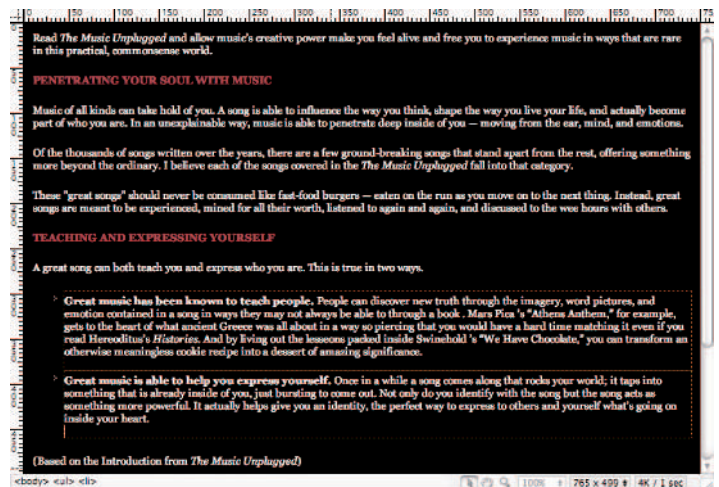 0 50 100 150 200 250 300 350 400 450 500 550 600 650 700 75
Read The Music Unplugged and allow music's creative power make you feel alive and free you to experience music in ways that are rare
in this practical, commonsense world.
PENETRATING YOUR SOUL WITH MUSIC
Music of all kinds can take hold of you. A song is able to influence the way you think, shape the way you live your life, and actually become
part of who you are. In an unexplainable way, music is able to penetrate deep inside of you — moving from the ear, mind, and emotions.
Of the thousands of songs written over the years, there are a few ground-breaking songs that stand apart from the rest, offering something
more beyond the ordinary. I believe each of the songs covered in the The Music Unplugged fall into that category.
These "great songs" should never be consumed like fast-food burgers — eaten on the run as you move on to the next thing. Instead, great
songs are meant to be experienced, mined for all their worth, listened to again and again, and discussed to the wee hours with others.
TEACHING AND EXPRESSING YOURSELF
A great song can both teach you and express who you are. This is true in two ways.
Great music has been known to teach people. People can discover new truth through the imagery, word pictures, and
emotion contained in a song in ways they may not always be able to through a book . Mars Pica 's "Athens Anthem," for example,
gets to the heart of what ancient Greece was all about in a way so piercing that you would have a hard time matching it even if you
read Hereoditus's Histories. And by living out the lessons packed inside Swinehold 's "We Have Chocolate," you can transform an
otherwise meaningless cookie recipe into a dessert of amazing significance.
Great music is able to help you express yourself. Once in a while a song comes along that rocks your world; it taps into
something that is already inside of you, just bursting to come out. Not only do you identify with the song but the song acts as
something more powerful. It actually helps give you an identity, the perfect way to express to others and yourself what's going on
inside your heart.
(Based on the Introduction from The Music Unplugged)
<body> <ul> <li> 100% 765 x 499 4K / 1 sec